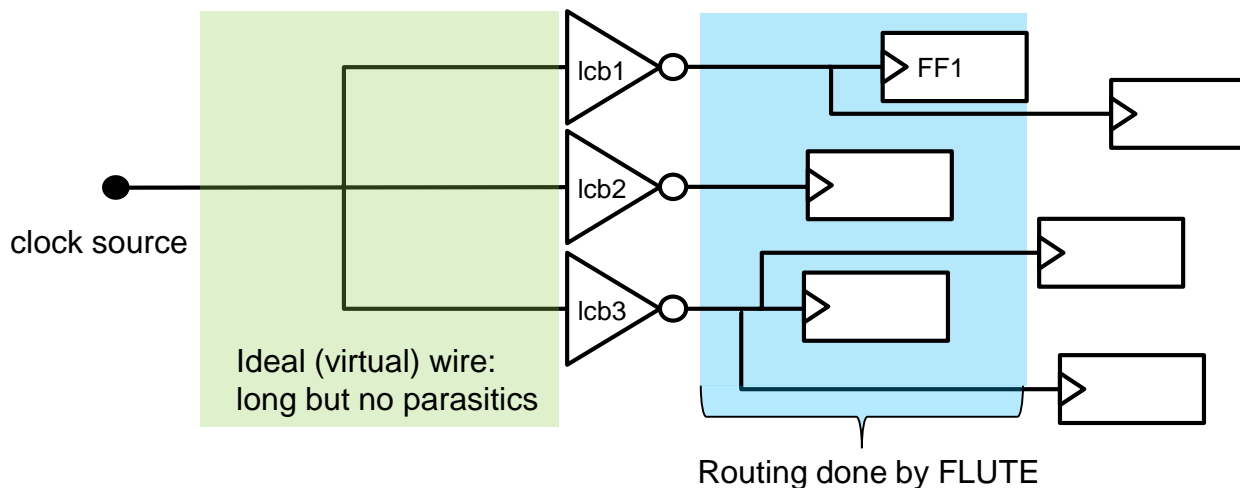 lcb1
FF1
lcb2
clock source
lcb3
Ideal (virtual) wire:
long but no parasitics
Routing done by FLUTE